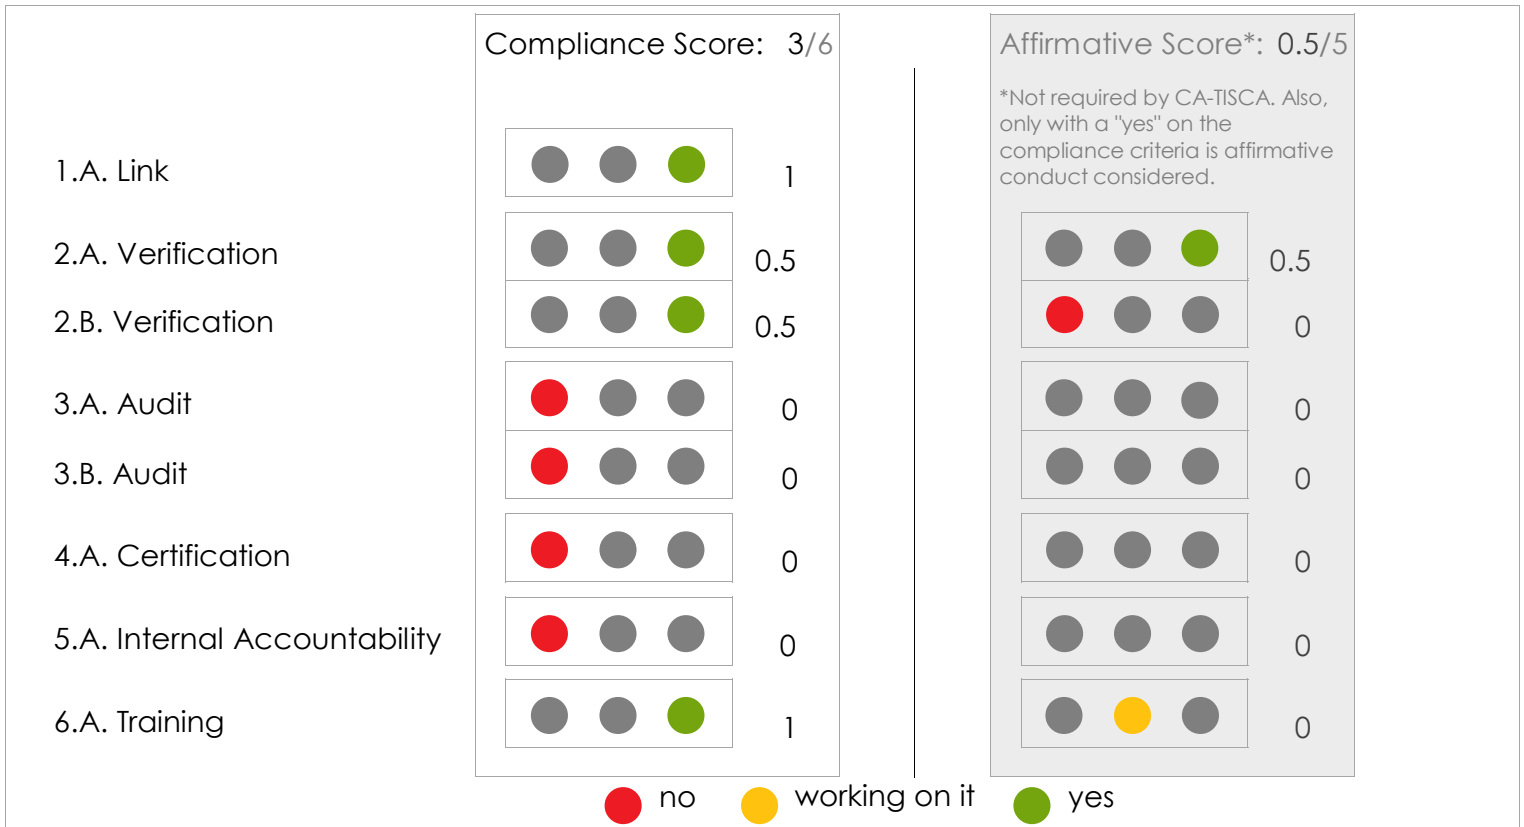 Compliance Score: 3/6
Affirmative Score*: 0.5/5
*Not required by CA-TISCA. Also,
only with a "yes" on the
compliance criteria is affirmative
conduct considered.
1.A. Link 1
2.A. Verification 0.5 0.5
2.B. Verification 0.5 0
3.A. Audit 0 0
3.B. Audit 0 0
4.A. Certification 0 0
5.A. Internal Accountability 0 0
6.A. Training 1 0
no working on it yes